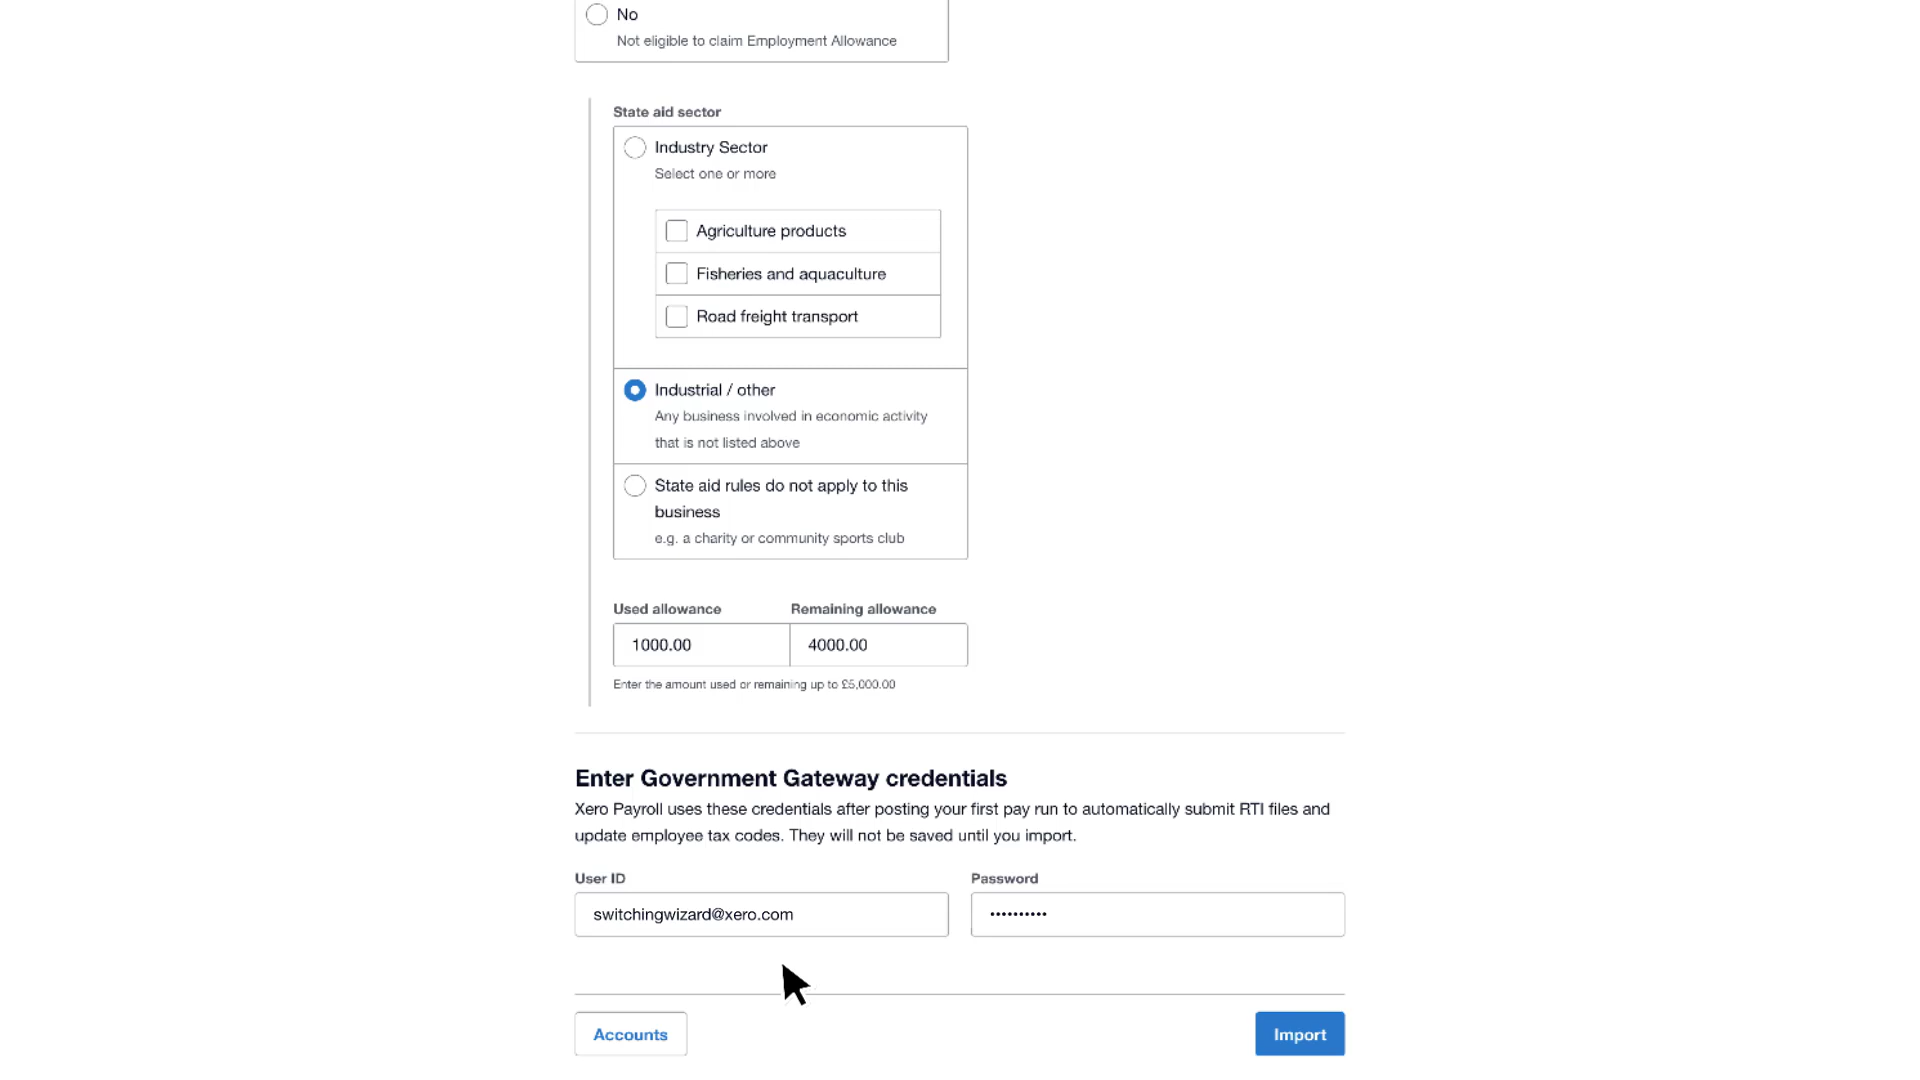 No
Not eligible to claim Employment Allowance
State aid sector
Industry Sector
Select one or more
Agriculture products
Fisheries and aquaculture
Road freight transport
Industrial / other
Any business involved in economic activity
that is not listed above
State aid rules do not apply to this
business
e.g. a charity or community sports club
Used allowance Remaining allowance
1000.00 4000.00
Enter the amount used or remaining up to £5,000.00
Enter Government Gateway credentials
Xero Payroll uses these credentials after posting your first pay run to automatically submit RTI files and
update employee tax codes. They will not be saved until you import.
User ID Password
switchingwizard@xero.com ••••••••••
Accounts Import